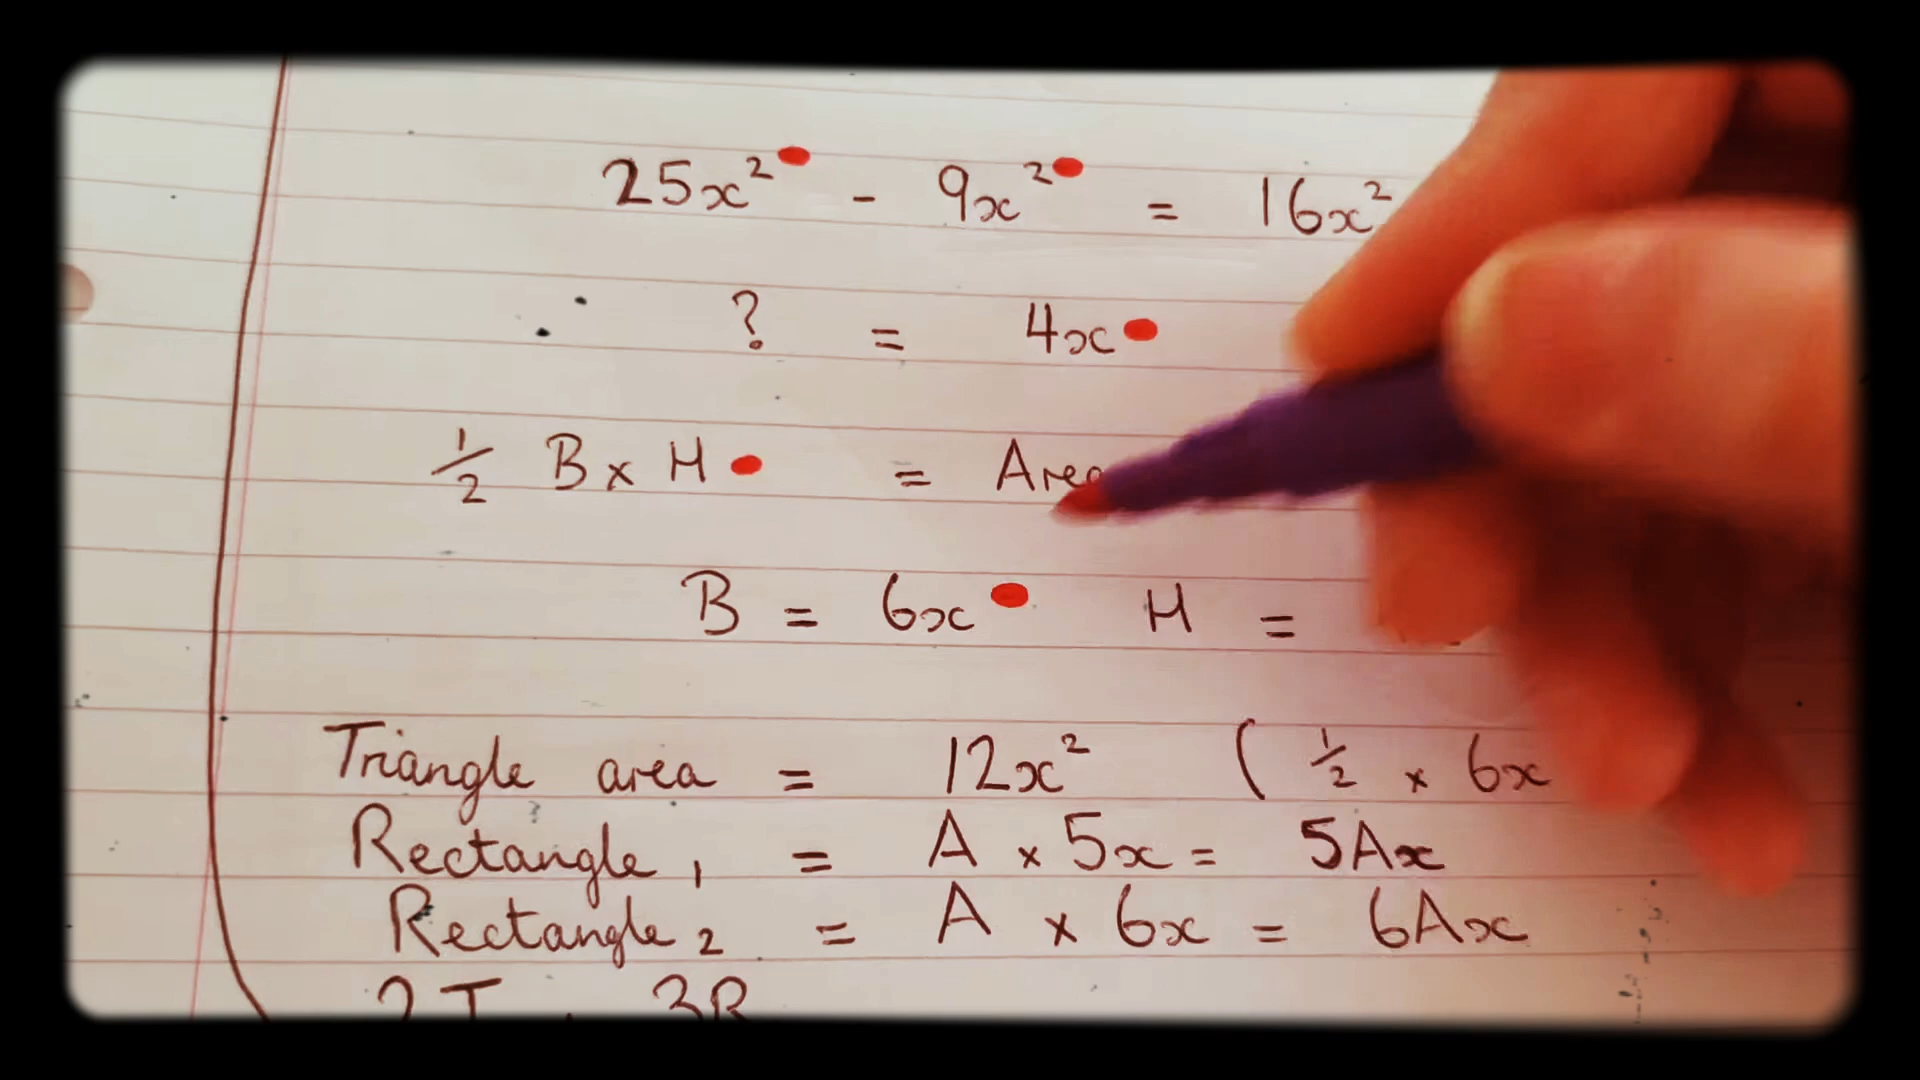 25x² - 9x² = 16x²
∴ ? = 4x
½ B x H = Area
B = 6x H =
Triangle area = 12x² ( ½ x 6x
Rectangle 1 = A x 5x = 5Ax
Rectangle 2 = A x 6x = 6Ax